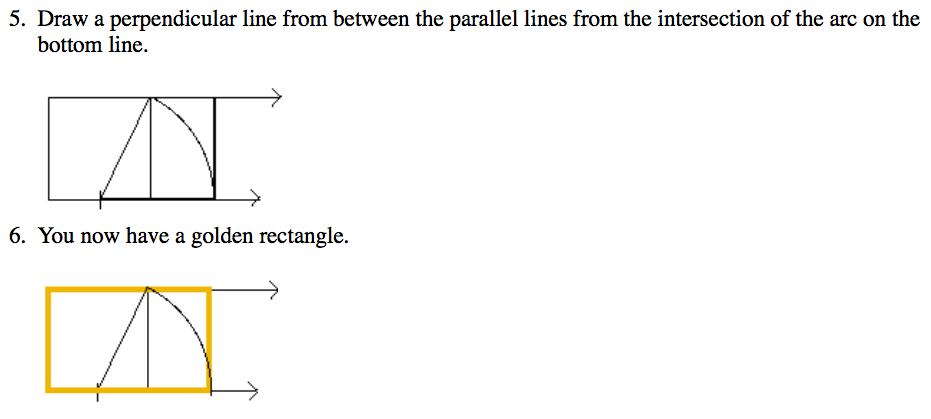 5. Draw a perpendicular line from between the parallel lines from the intersection of the arc on the
bottom line.
6. You now have a golden rectangle.